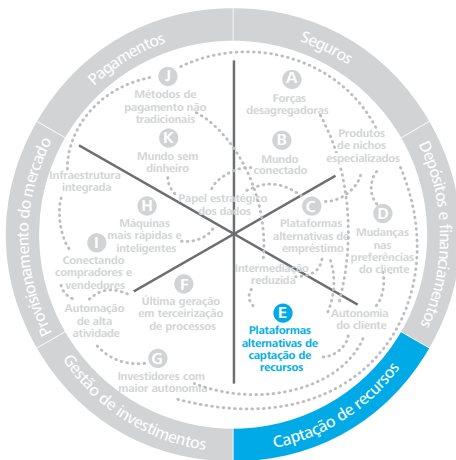 Pagamentos
Seguros
Depósitos e financiamentos
Captação de recursos
Gestão de investimentos
Provisionamento do mercado
J
Métodos de
pagamento não
tradicionais
K
Mundo sem
dinheiro
A
Forças
desagregadoras
B
Mundo
conectado
Produtos
de nichos
especializados
Infraestrutura
integrada
Papel estratégico
dos dados
H
Máquinas
mais rápidas e
inteligentes
C
Plataformas
alternativas de
empréstimo
D
Mudanças
nas
preferências
do cliente
I
Conectando
compradores e
vendedores
Intermediação
reduzida
F
Última geração
em terceirização
de processos
Automação
de alta
atividade
E
Plataformas
alternativas de
captação de
recursos
Autonomia
do cliente
G
Investidores com
maior autonomia